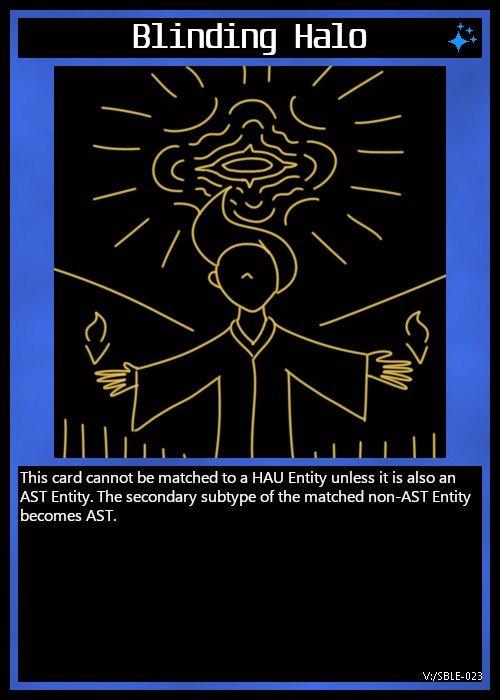 Blinding Halo
This card cannot be matched to a HAU Entity unless it is also an
AST Entity. The secondary subtype of the matched non-AST Entity
becomes AST.
V:/SBLE-023